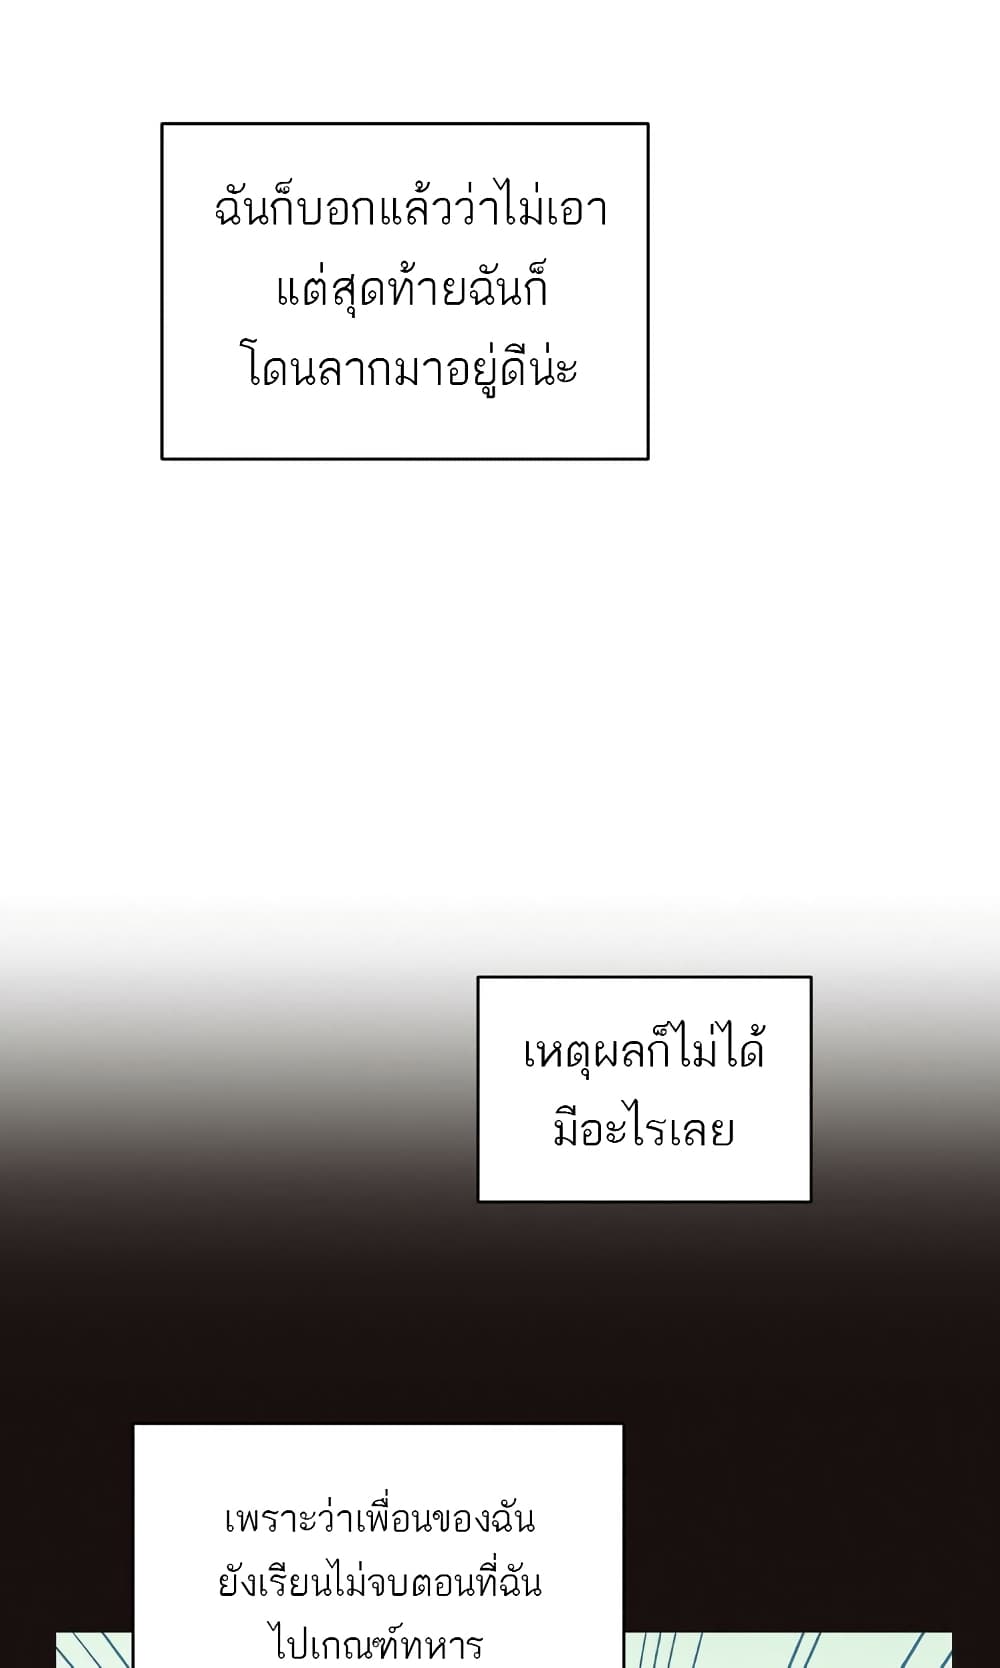 ฉันก็บอกแล้วว่าไม่เอา
แต่สุดท้ายฉันก็
โดนลากมาอยู่ดีน่ะ
เหตุผลก็ไม่ได้
มีอะไรเลย
เพราะว่าเพื่อนของฉัน
ยังเรียนไม่จบตอนที่ฉัน
ไปเกณฑ์ทหาร